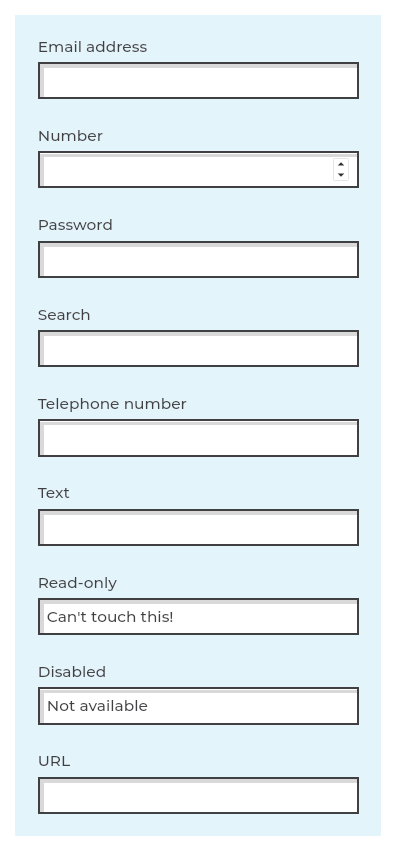 Email address
Number
Password
Search
Telephone number
Text
Read-only
Can't touch this!
Disabled
Not available
URL